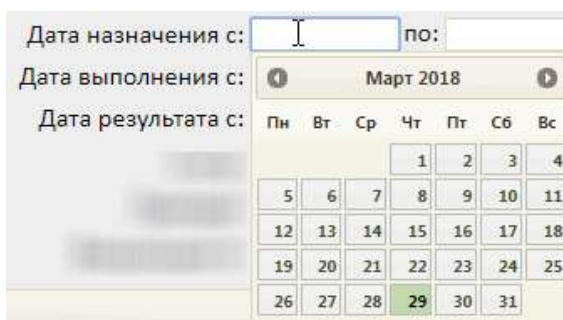 Дата назначения с: по:
Дата выполнения с:
Март 2018
Дата результата с:
Пн Вт Ср Чт Пт Сб Вс
1 2 3 4
5 6 7 8 9 10 11
12 13 14 15 16 17 18
19 20 21 22 23 24 25
26 27 28 29 30 31